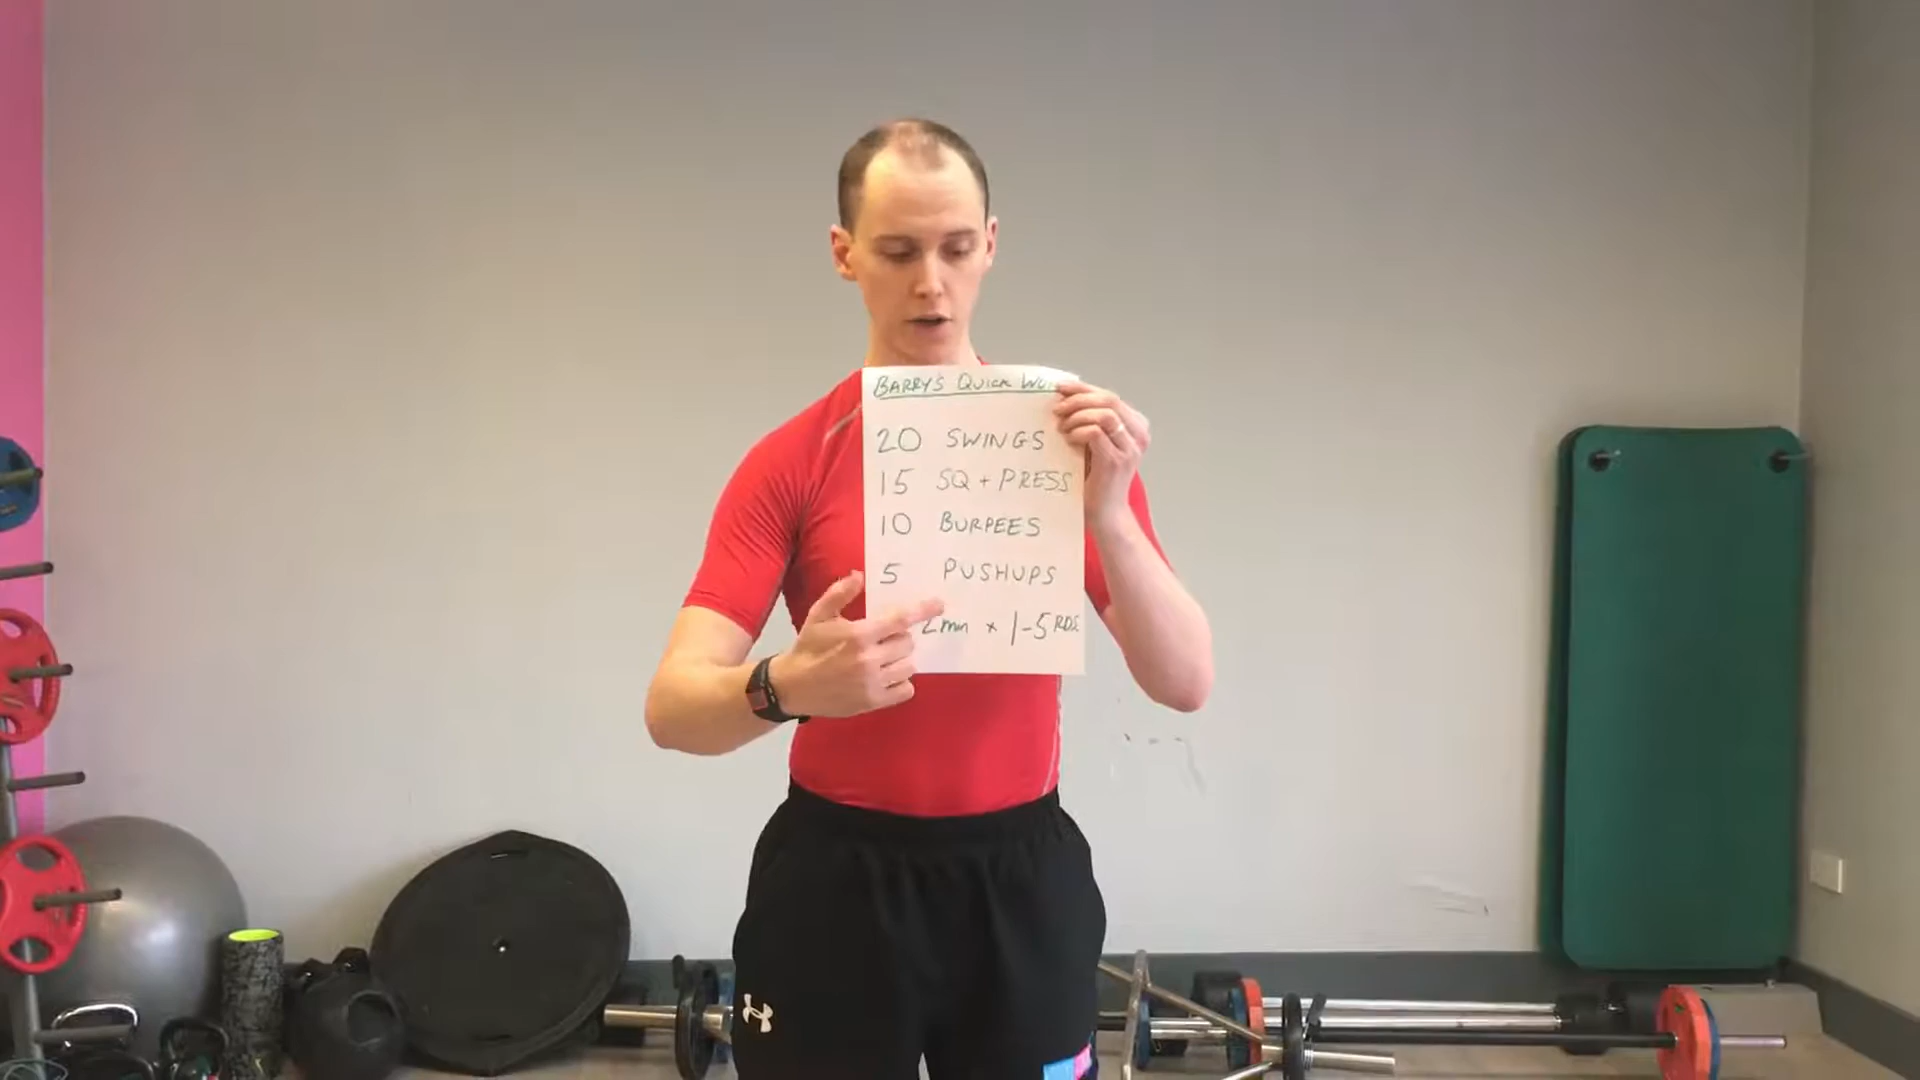 BARRY'S QUICK
20 SWINGS
15 SQ + PRESS
10 BURPEES
5 PUSHUPS
2min x 1-5 RDS